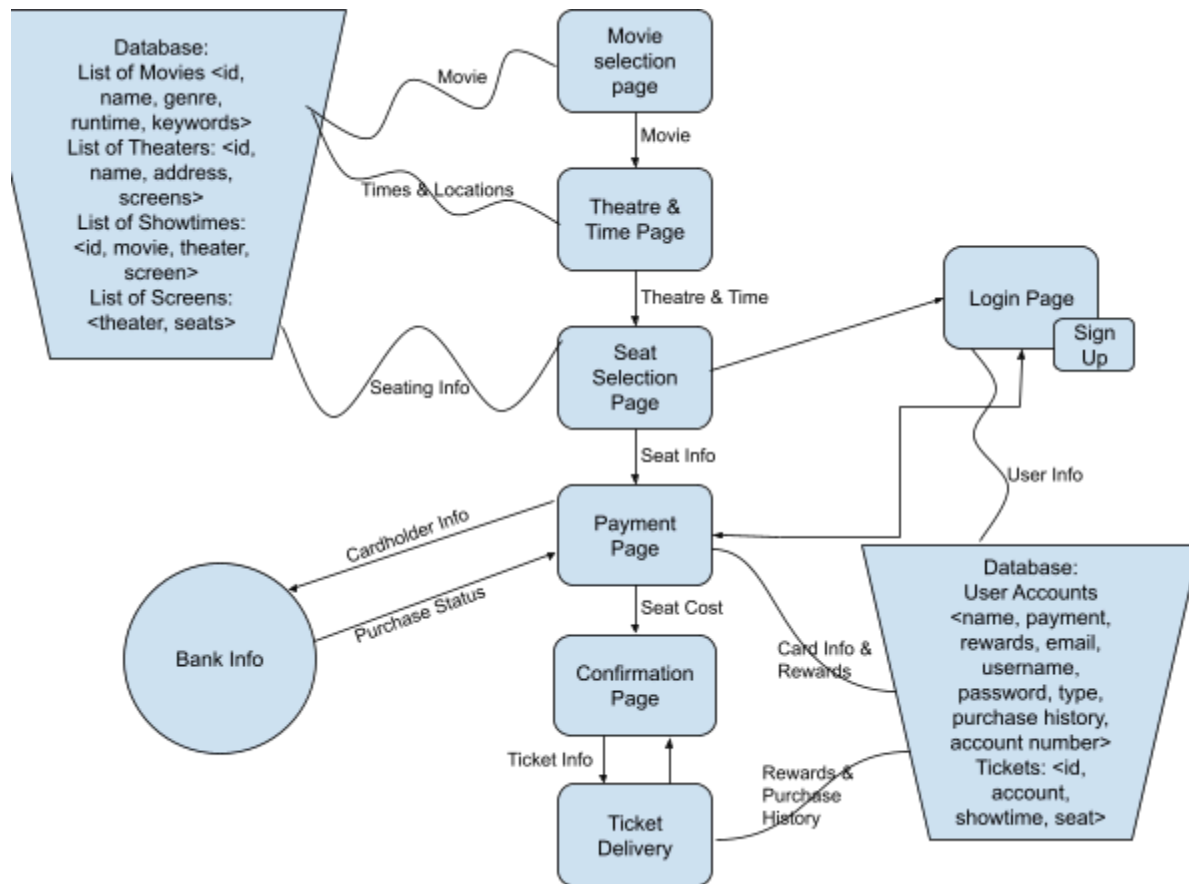 Database:
List of Movies <id,
name, genre,
runtime, keywords>
List of Theaters: <id,
name, address,
screens>
List of Showtimes:
<id, movie, theater,
screen>
List of Screens:
<theater, seats>
Movie
selection
page
Movie
Movie
Times & Locations
Theatre &
Time Page
Theatre & Time
Login Page
Sign
Up
Seating Info
Seat
Selection
Page
Seat Info
User Info
Cardholder Info
Payment
Page
Purchase Status
Seat Cost
Bank Info
Card Info &
Rewards
Database:
User Accounts
<name, payment,
rewards, email,
username,
password, type,
purchase history,
account number>
Tickets: <id,
account,
showtime, seat>
Confirmation
Page
Ticket Info
Rewards &
Purchase
History
Ticket
Delivery